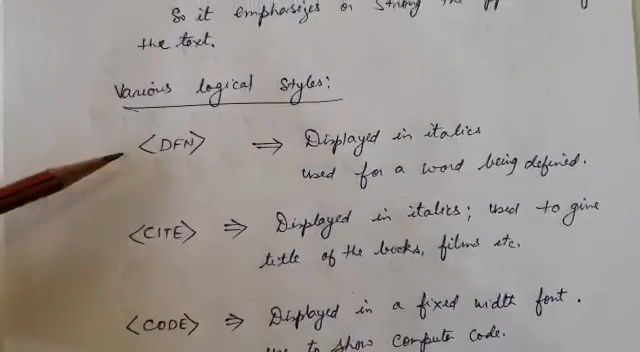 So it emphasizes or strong the
the text.
Various logical styles:
<DFN> ⇒ Displayed in italics
used for a word being defined.
<CITE> ⇒ Displayed in italics; used to give
title of the books, films etc.
<CODE> ⇒ Displayed in a fixed width font.
to show computer code.